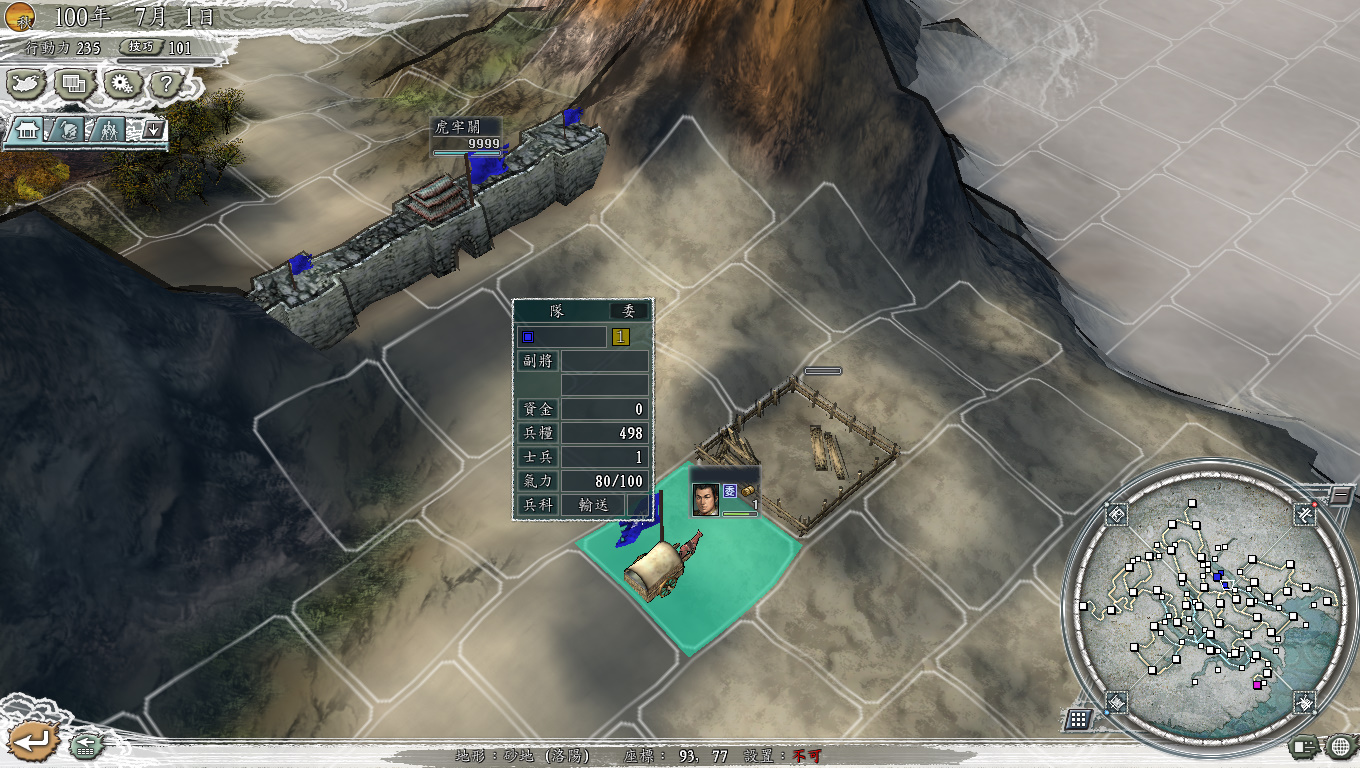 秋 100年 7月 1日
行動力 235 技巧 101
?
虎牢關
9999
隊 委
1
副將
資金 0
兵糧 498
士兵 1
氣力 80/100
兵科 輸送
委
1
地形：砂地 (洛陽) 座標： 93, 77 設置：不可